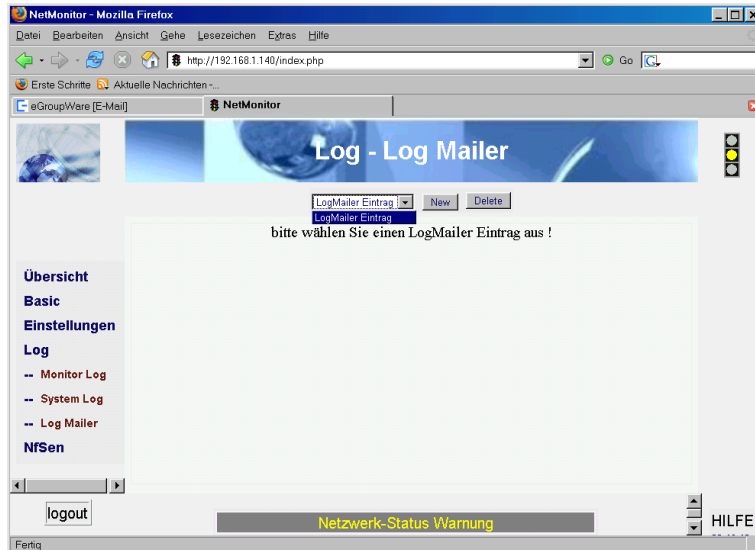 NetMonitor - Mozilla Firefox
Datei Bearbeiten Ansicht Gehe Lesezeichen Extras Hilfe
http://192.168.1.140/index.php
Go
G
Erste Schritte Aktuelle Nachrichten -...
eGroupWare [E-Mail]
NetMonitor
Log - Log Mailer
LogMailer Eintrag New Delete
LogMailer Eintrag
bitte wählen Sie einen LogMailer Eintrag aus !
Übersicht
Basic
Einstellungen
Log
-- Monitor Log
-- System Log
-- Log Mailer
NfSen
logout
Netzwerk-Status Warnung
HILFE
Fertig